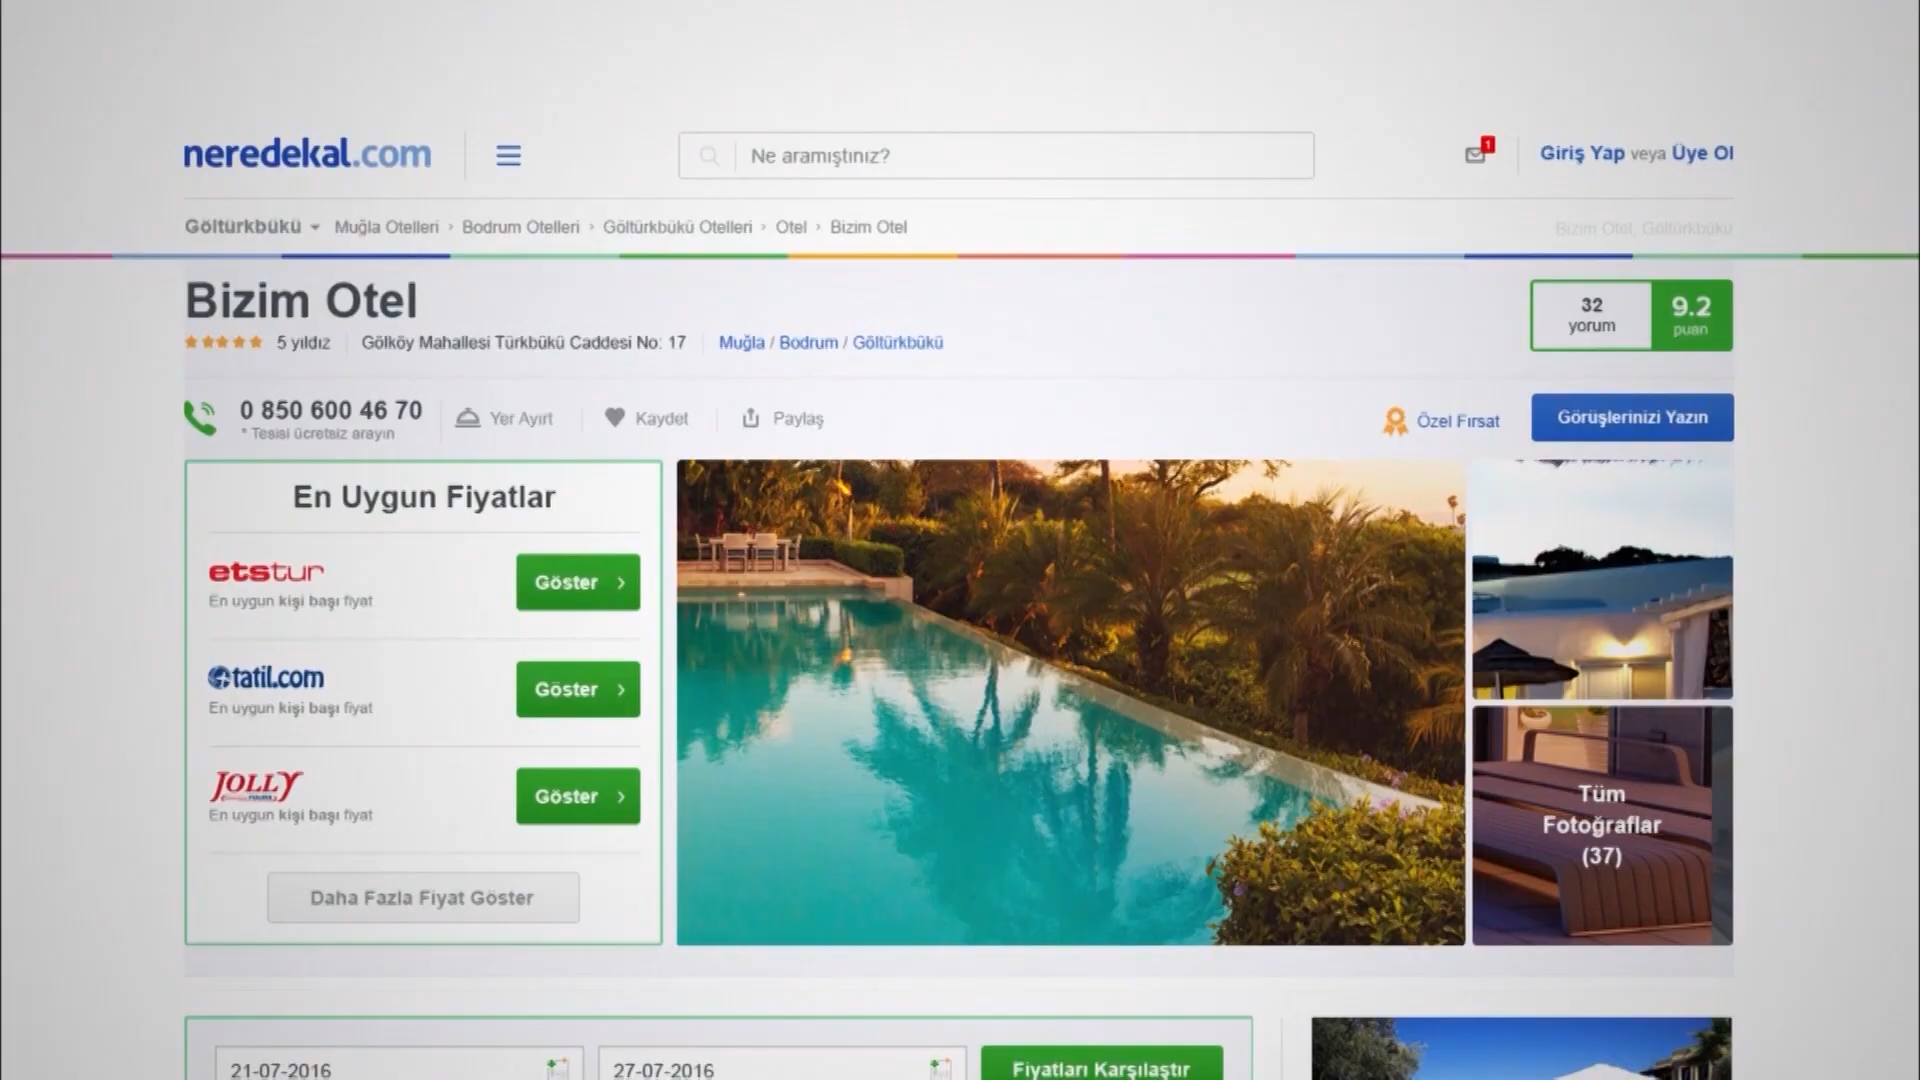 neredekal.com
Ne aramıştınız?
1
Giriş Yap veya Üye Ol
Göltürkbükü
Muğla Otelleri › Bodrum Otelleri › Göltürkbükü Otelleri › Otel › Bizim Otel
Bizim Otel, Göltürkbükü
Bizim Otel
5 yıldız
Gölköy Mahallesi Türkbükü Caddesi No: 17
Muğla / Bodrum / Göltürkbükü
32
yorum
9.2
puan
0 850 600 46 70
* Tesisi ücretsiz arayın
Yer Ayırt
Kaydet
Paylaş
Özel Fırsat
Görüşlerinizi Yazın
En Uygun Fiyatlar
etstur
En uygun kişi başı fiyat
Göster
tatil.com
En uygun kişi başı fiyat
Göster
JOLLY
En uygun kişi başı fiyat
Göster
Daha Fazla Fiyat Göster
Tüm
Fotoğraflar
(37)
21-07-2016
27-07-2016
Fiyatları Karşılaştır